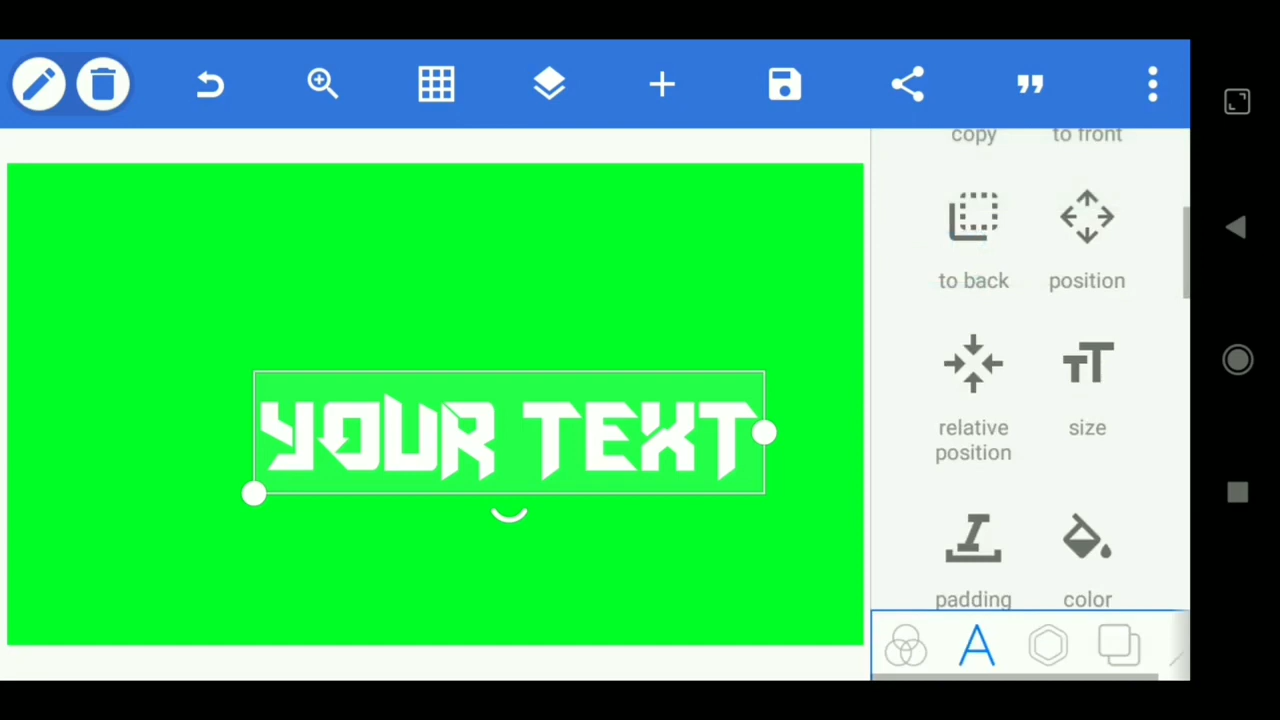 copy to front
to back position
relative position size
padding color
YOUR TEXT